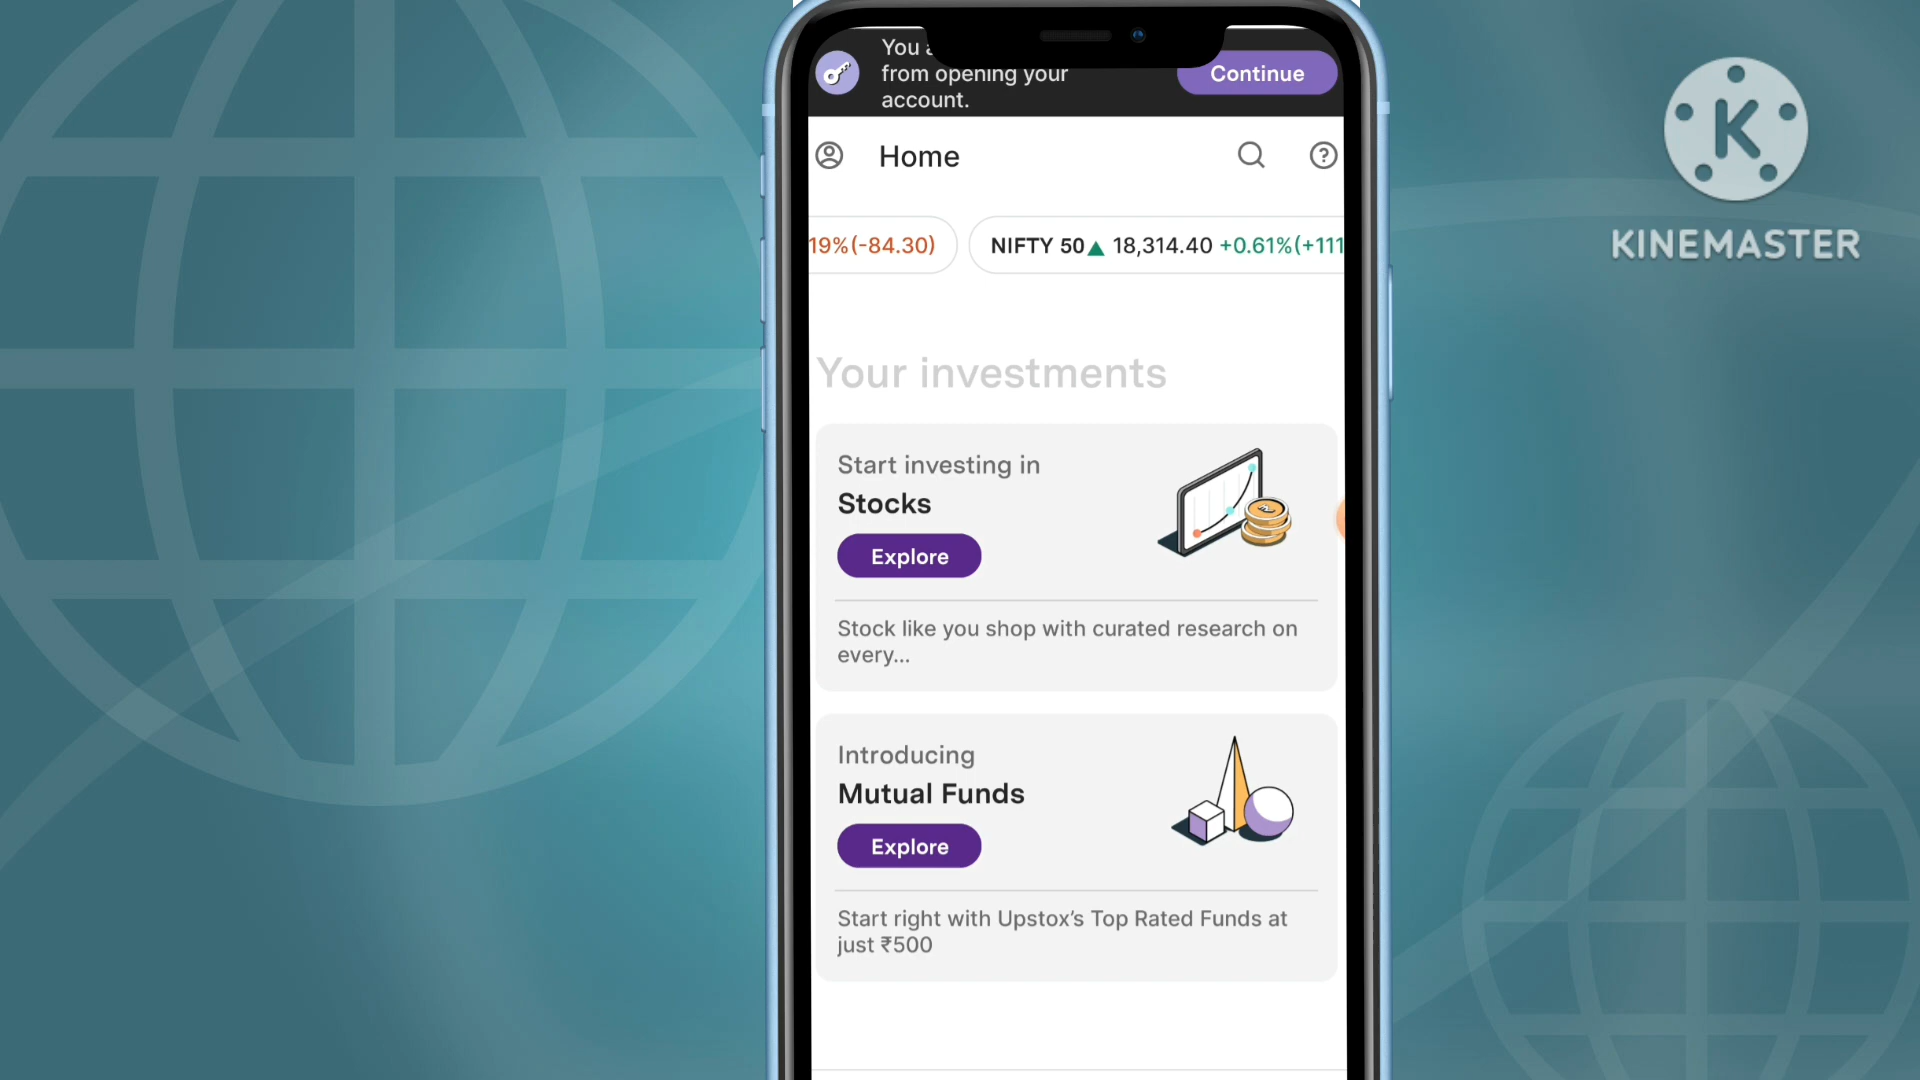 You
from opening your
account.
Continue
Home
19%(-84.30)
NIFTY 50▲ 18,314.40 +0.61%(+111
Your investments
Start investing in
Stocks
Explore
Stock like you shop with curated research on
every...
Introducing
Mutual Funds
Explore
Start right with Upstox’s Top Rated Funds at
just ₹500
K
KINEMASTER